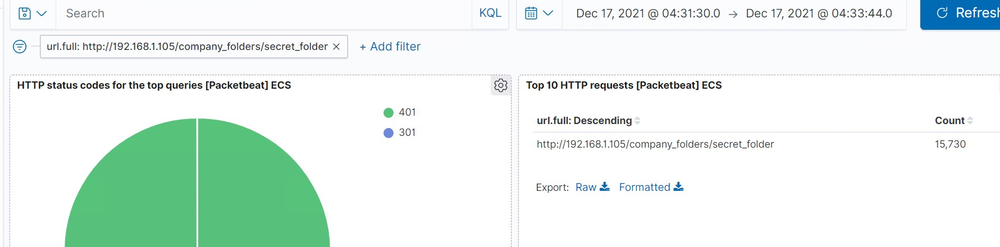 Search KQL Dec 17, 2021 @ 04:31:30.0 → Dec 17, 2021 @ 04:33:44.0 Refresh
url.full: http://192.168.1.105/company_folders/secret_folder × + Add filter
HTTP status codes for the top queries [Packetbeat] ECS
401
301
Top 10 HTTP requests [Packetbeat] ECS
url.full: Descending Count
http://192.168.1.105/company_folders/secret_folder 15,730
Export: Raw Formatted